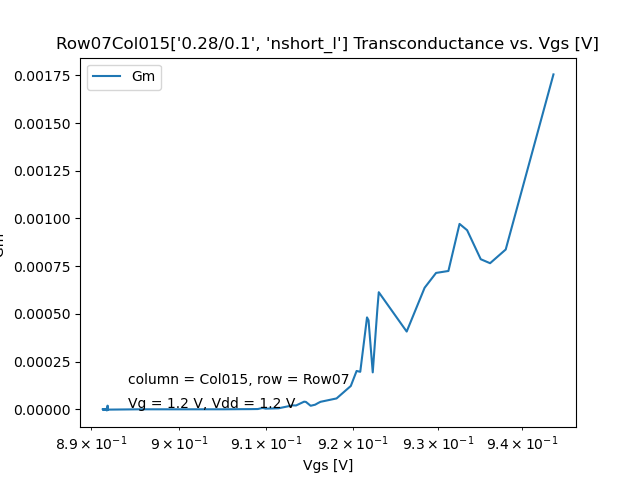 Row07Col015['0.28/0.1', 'nshort_l'] Transconductance vs. Vgs [V]
Gm
0.00175
0.00150
0.00125
0.00100
0.00075
0.00050
0.00025
0.00000
column = Col015, row = Row07
Vg = 1.2 V, Vdd = 1.2 V
8.9 × 10⁻¹ 9 × 10⁻¹ 9.1 × 10⁻¹ 9.2 × 10⁻¹ 9.3 × 10⁻¹ 9.4 × 10⁻¹
Vgs [V]